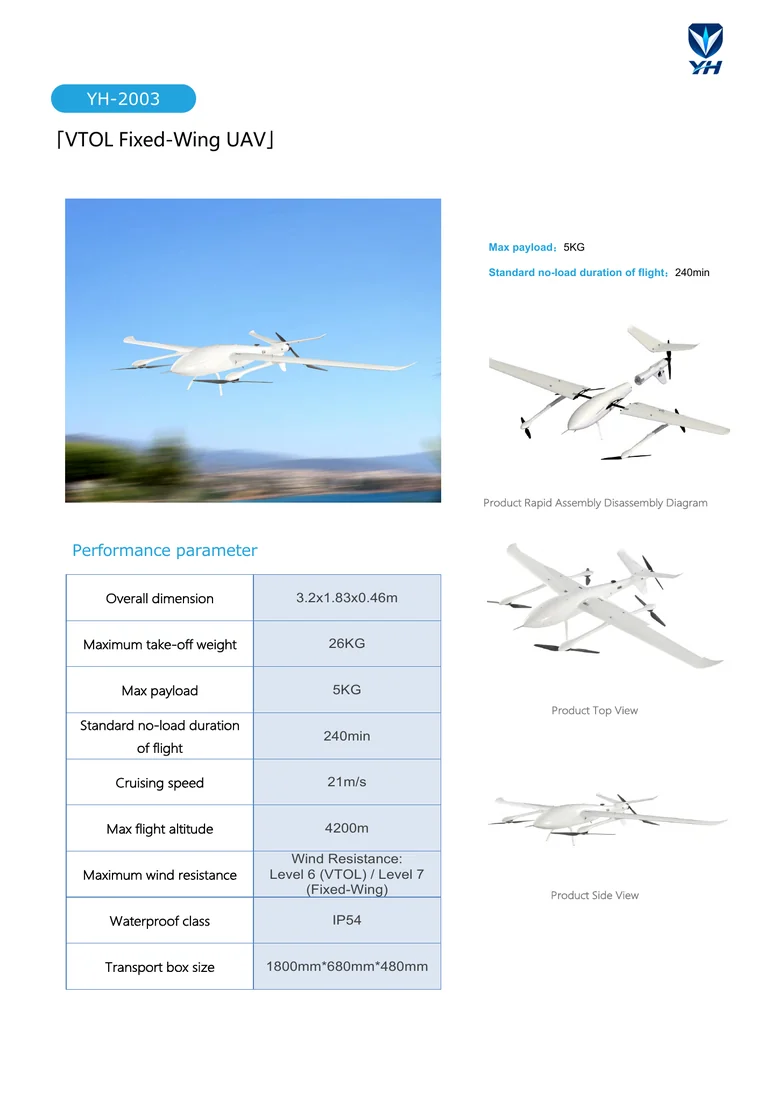 YH
YH-2003
「VTOL Fixed-Wing UAV」
Max payload：5KG
Standard no-load duration of flight：240min
Product Rapid Assembly Disassembly Diagram
Performance parameter
Overall dimension 3.2x1.83x0.46m
Maximum take-off weight 26KG
Max payload 5KG
Standard no-load duration
of flight 240min
Cruising speed 21m/s
Max flight altitude 4200m
Maximum wind resistance Wind Resistance:
Level 6 (VTOL) / Level 7
(Fixed-Wing)
Waterproof class IP54
Transport box size 1800mm*680mm*480mm
Product Top View
Product Side View